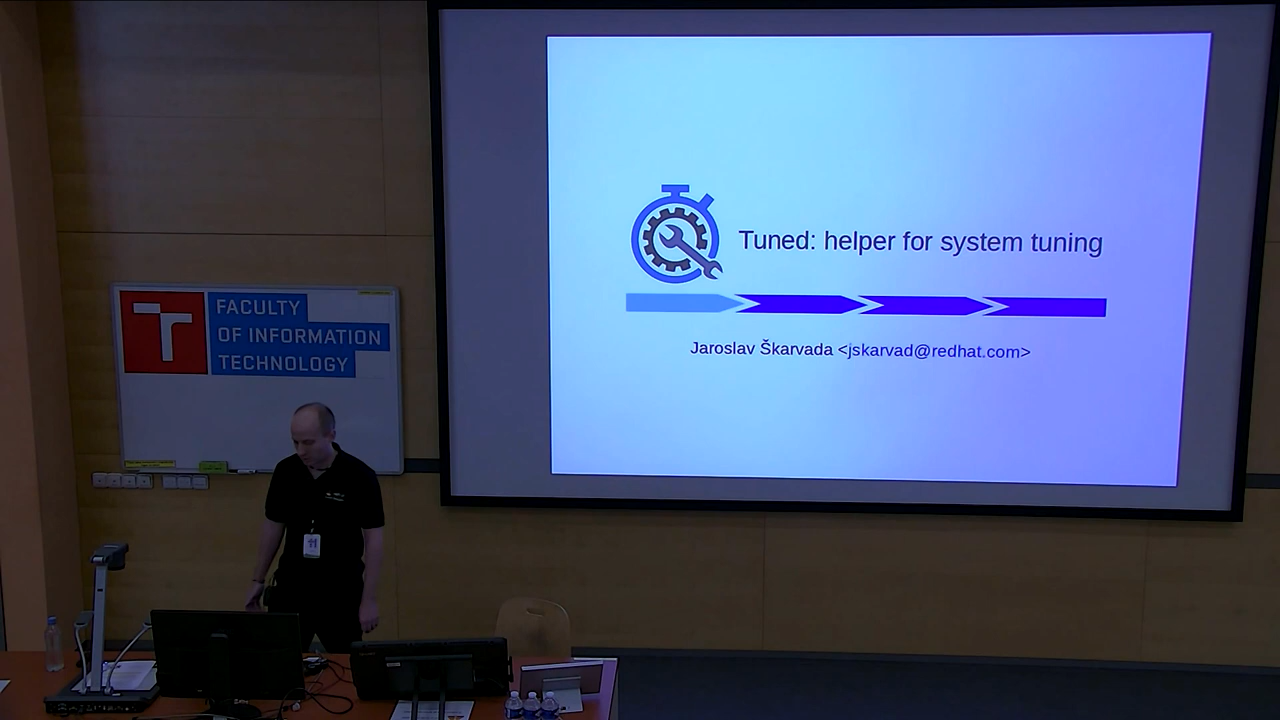 Tuned: helper for system tuning
Jaroslav Škarvada <jskarvad@redhat.com>
FACULTY
OF INFORMATION
TECHNOLOGY